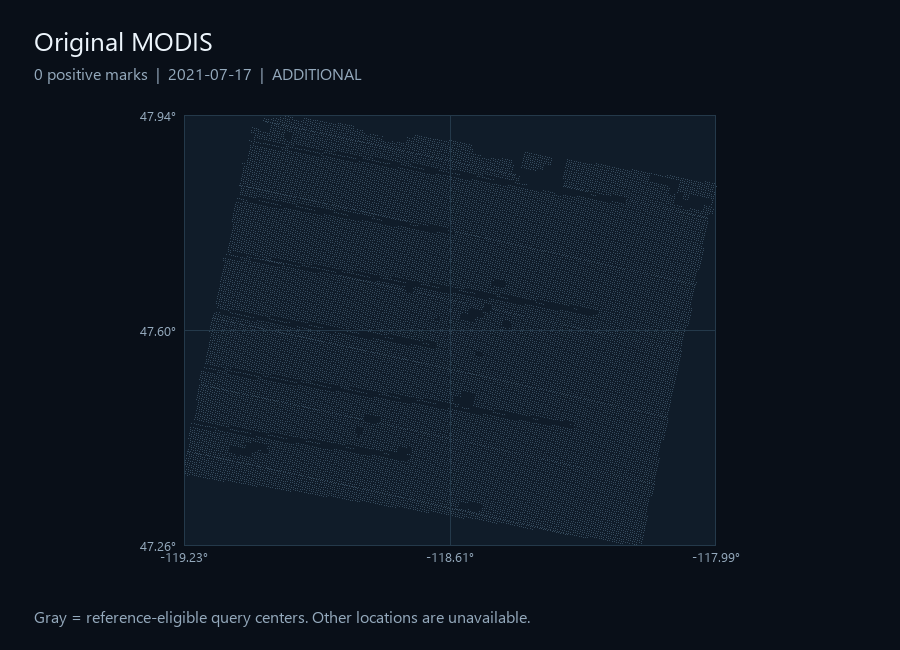 Original MODIS
0 positive marks | 2021-07-17 | ADDITIONAL
47.94°
47.60°
47.26°
-119.23°
-118.61°
-117.99°
Gray = reference-eligible query centers. Other locations are unavailable.